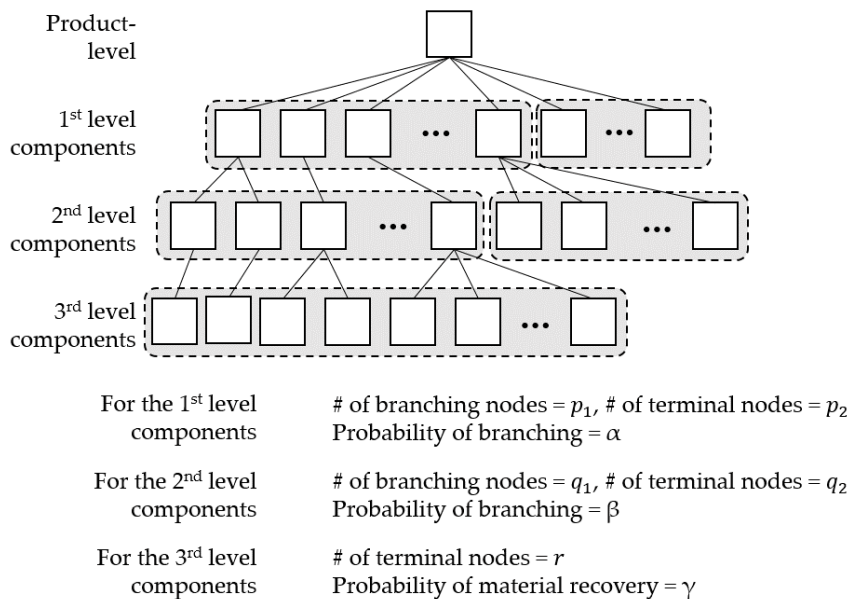 Product-
level
1st level
components
2nd level
components
3rd level
components
For the 1st level
components
# of branching nodes = p₁, # of terminal nodes = p₂
Probability of branching = α
For the 2nd level
components
# of branching nodes = q₁, # of terminal nodes = q₂
Probability of branching = β
For the 3rd level
components
# of terminal nodes = r
Probability of material recovery = γ